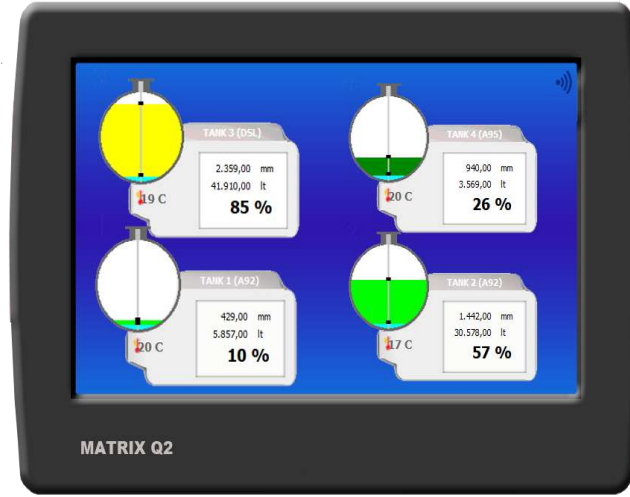 TANK 3 (DSL)
2.359,00 mm
41.910,00 lt
85 %
19 C
TANK 4 (A95)
940,00 mm
3.569,00 lt
26 %
20 C
TANK 1 (A92)
429,00 mm
5.857,00 lt
10 %
20 C
TANK 2 (A92)
1.442,00 mm
30.578,00 lt
57 %
17 C
MATRIX Q2